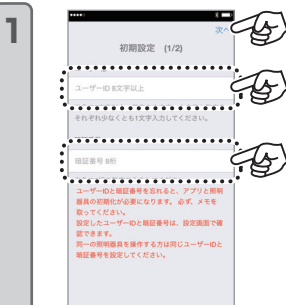 1
次へ
初期設定 (1/2)
ユーザーID 8文字以上
それぞれ少なくとも1文字入力してください。
暗証番号 8桁
ユーザーIDと暗証番号を忘れると、アプリと照明
器具の初期化が必要になります。必ず、メモを
取ってください。
設定したユーザーIDと暗証番号は、設定画面で確
認できます。
同一の照明器具を操作する方は同じユーザーIDと
暗証番号を設定してください。